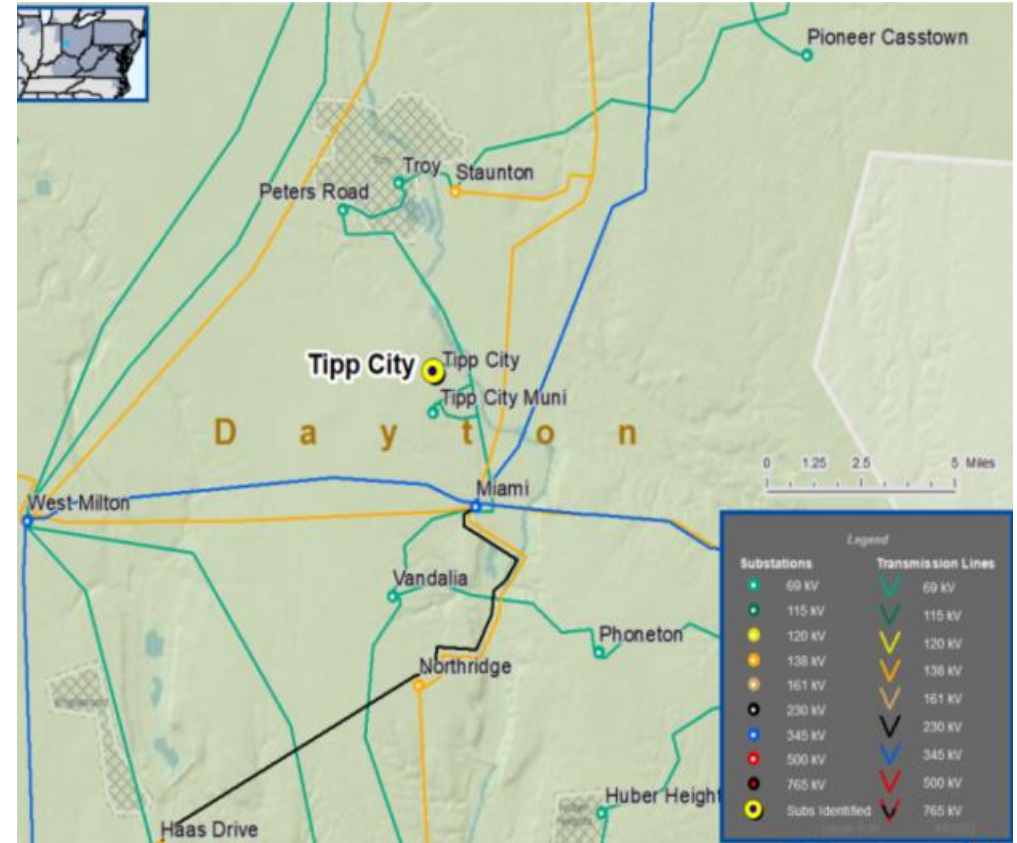 Pioneer Casstown
Troy
Staunton
Peters Road
Tipp City
Tipp City
Tipp City Muni
Dayton
0 1.25 2.5 5 Miles
West-Milton
Miami
Vandalia
Phoneton
Northridge
Huber Height
Haas Drive
Legend
Substations
69 kV
115 kV
120 kV
138 kV
161 kV
230 kV
345 kV
500 kV
765 kV
Subs Identified
Transmission Lines
69 kV
115 kV
120 kV
138 kV
161 kV
230 kV
345 kV
500 kV
765 kV